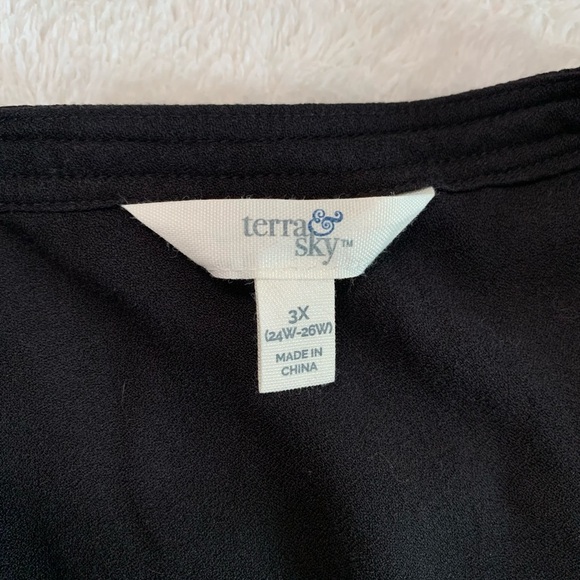 terra&
sky™
3X
(24W-26W)
MADE IN
CHINA